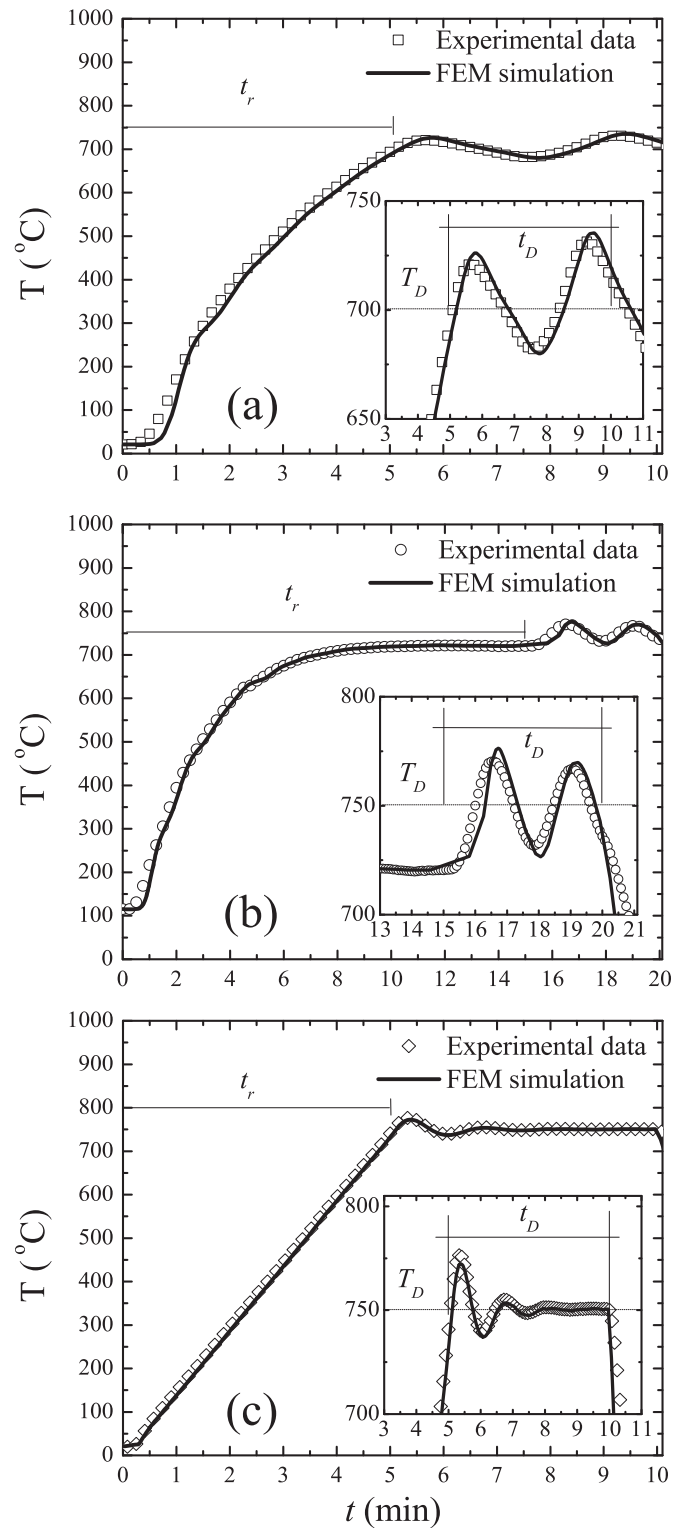 1000
900
800
700
600
500
400
300
200
100
0
T (°C)
Experimental data
FEM simulation
t_r
(a)
0 1 2 3 4 5 6 7 8 9 10
750
700
650
T_D
t_D
3 4 5 6 7 8 9 10 11
1000
900
800
700
600
500
400
300
200
100
0
T (°C)
Experimental data
FEM simulation
t_r
(b)
0 2 4 6 8 10 12 14 16 18 20
800
750
700
T_D
t_D
13 14 15 16 17 18 19 20 21
1000
900
800
700
600
500
400
300
200
100
0
T (°C)
Experimental data
FEM simulation
t_r
(c)
0 1 2 3 4 5 6 7 8 9 10
800
750
700
T_D
t_D
3 4 5 6 7 8 9 10 11
t (min)